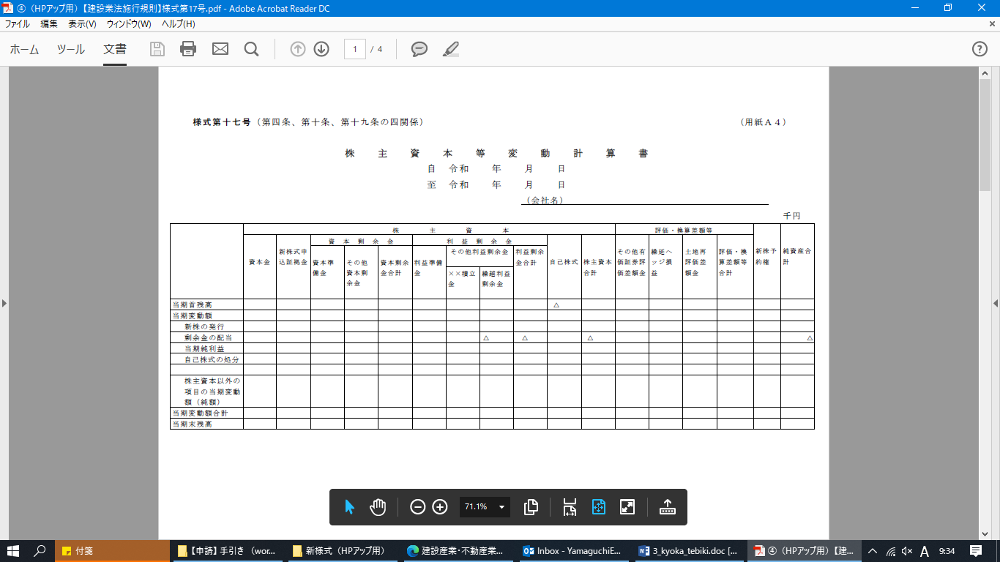 ④（HPアップ用）【建設業法施行規則】様式第17号.pdf - Adobe Acrobat Reader DC
ファイル 編集 表示(V) ウィンドウ(W) ヘルプ(H)
ホーム ツール 文書 1 / 4
様式第十七号（第四条、第十条、第十九条の四関係） （用紙Ａ４）
株 主 資 本 等 変 動 計 算 書
自 令和 年 月 日
至 令和 年 月 日
（会社名）
千円
株 主 資 本 評価・換算差額等
資 本 剰 余 金 利 益 剰 余 金
資本金
新株式申
込証拠金
資本準
備金
その他
資本剰
余金
資本剰余
金合計
利益準備
金
その他利益剰余金
××積立
金
繰越利益
剰余金
利益剰余
金合計
自己株式
株主資本
合計
その他有
価証券評
価差額金
繰延ヘ
ッジ損
益
土地再
評価差
額金
評価・換
算差額等
合計
新株予
約権
純資産合
計
当期首残高 △
当期変動額
新株の発行
剰余金の配当 △ △ △ △
当期純利益
自己株式の処分
株主資本以外の
項目の当期変動
額（純額）
当期変動額合計
当期末残高
71.1%
付箋 【申請】 手引き （wor... 新様式（HPアップ用） 建設産業・不動産業... Inbox - YamaguchiE... 3_kyoka_tebiki.doc [... ④（HPアップ用）【建... A 9:34